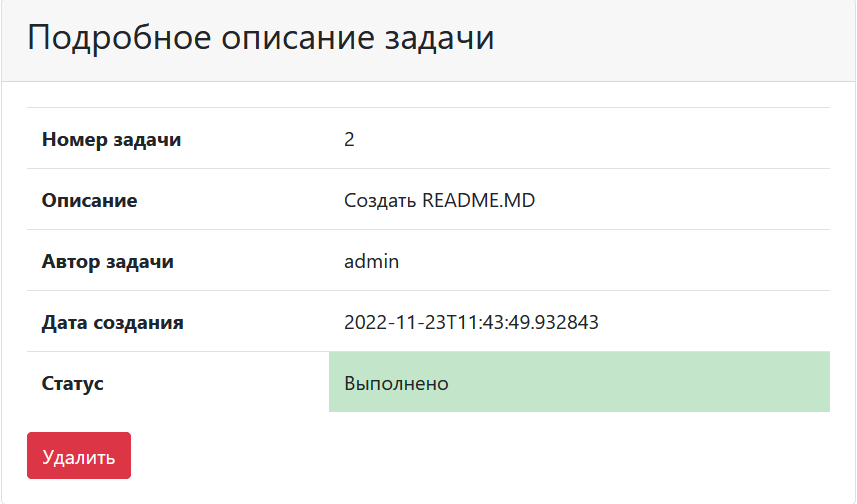 Подробное описание задачи
Номер задачи 2
Описание Создать README.MD
Автор задачи admin
Дата создания 2022-11-23T11:43:49.932843
Статус Выполнено
Удалить